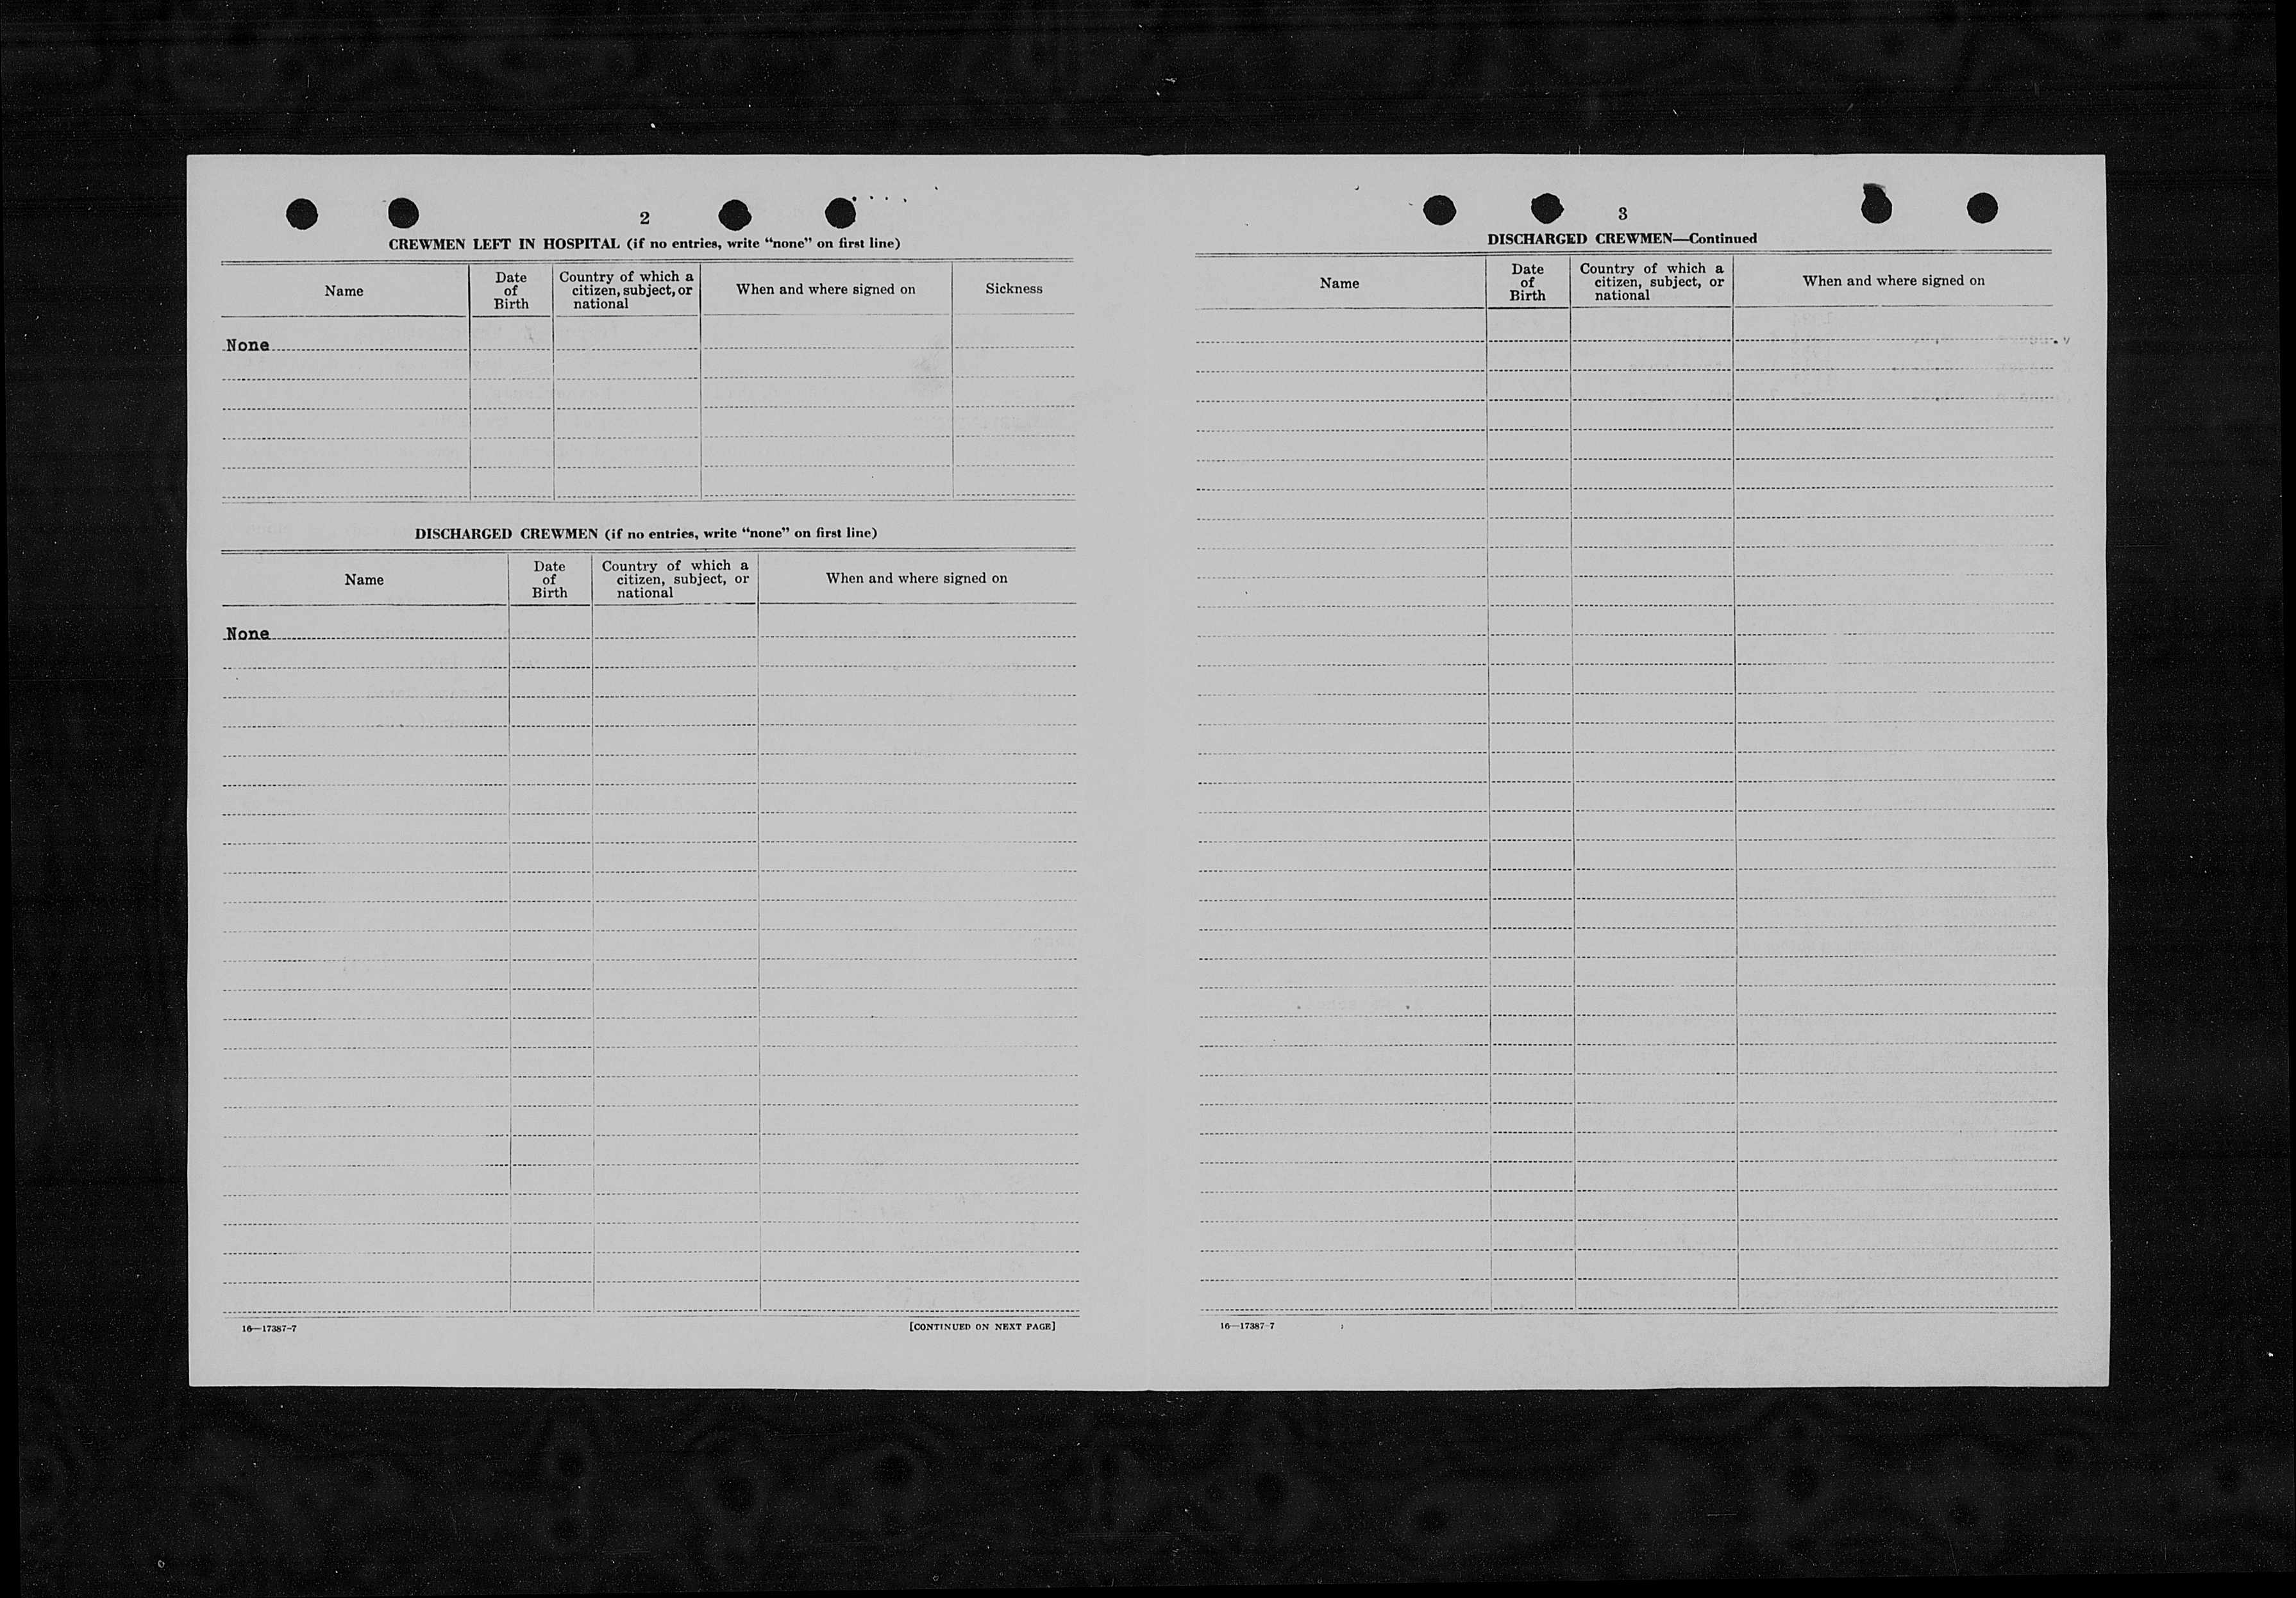 2
CREWMEN LEFT IN HOSPITAL (if no entries, write “none” on first line)
Name
Date of Birth
Country of which a citizen, subject, or national
When and where signed on
Sickness
None
DISCHARGED CREWMEN (if no entries, write “none” on first line)
Name
Date of Birth
Country of which a citizen, subject, or national
When and where signed on
None
16—17387-7
[CONTINUED ON NEXT PAGE]
3
DISCHARGED CREWMEN—Continued
Name
Date of Birth
Country of which a citizen, subject, or national
When and where signed on
16—17387-7